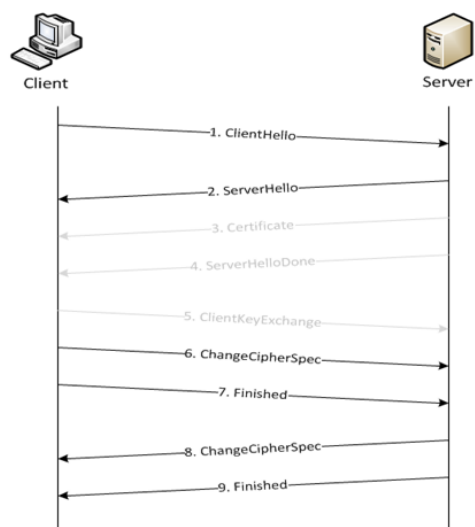 Client
Server
1. ClientHello
2. ServerHello
3. Certificate
4. ServerHelloDone
5. ClientKeyExchange
6. ChangeCipherSpec
7. Finished
8. ChangeCipherSpec
9. Finished